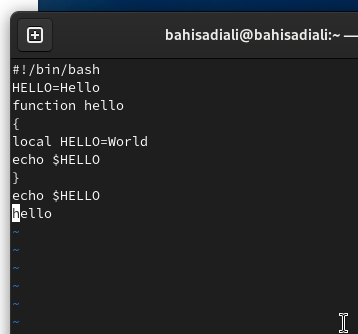 bahisadiali@bahisadiali:~ —
#!/bin/bash
HELLO=Hello
function hello
{
local HELLO=World
echo $HELLO
}
echo $HELLO
hello
~
~
~
~
~
~